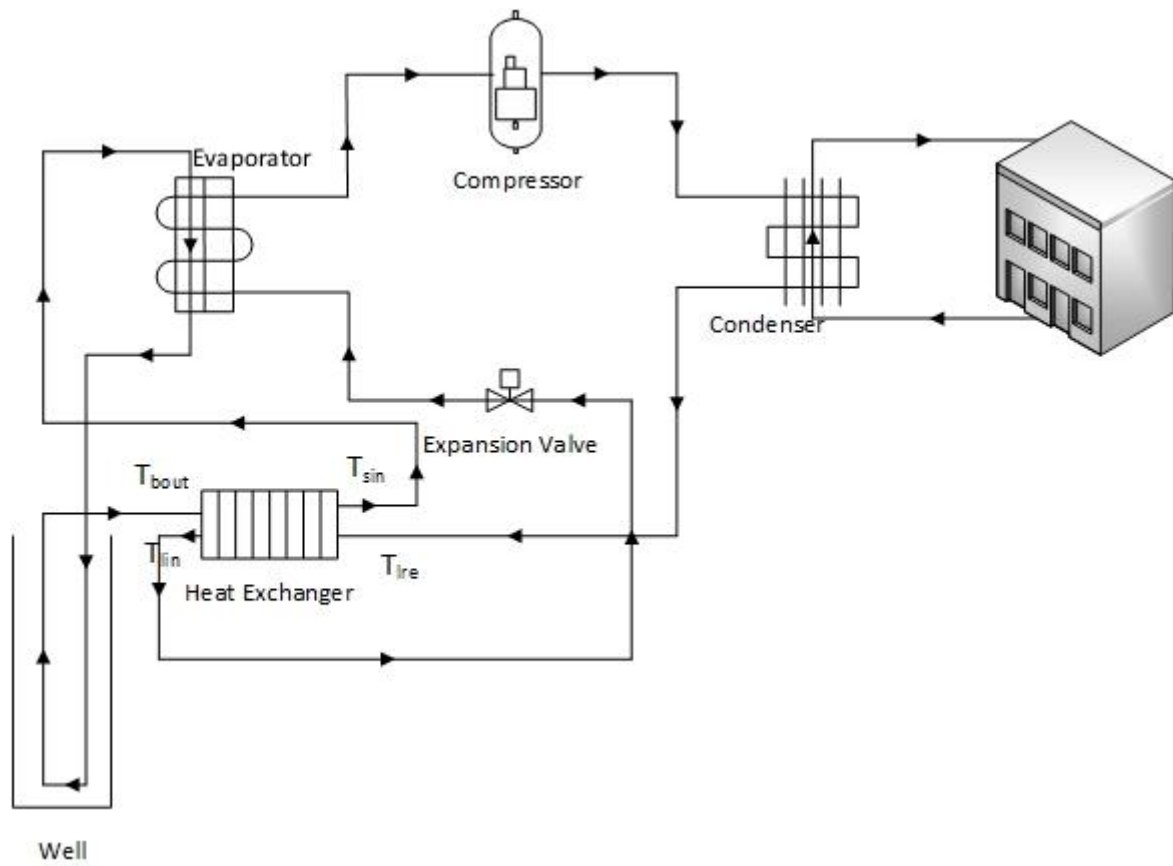 Evaporator
Compressor
Condenser
Expansion Valve
Tbout
Tsin
Tlin
Tlre
Heat Exchanger
Well